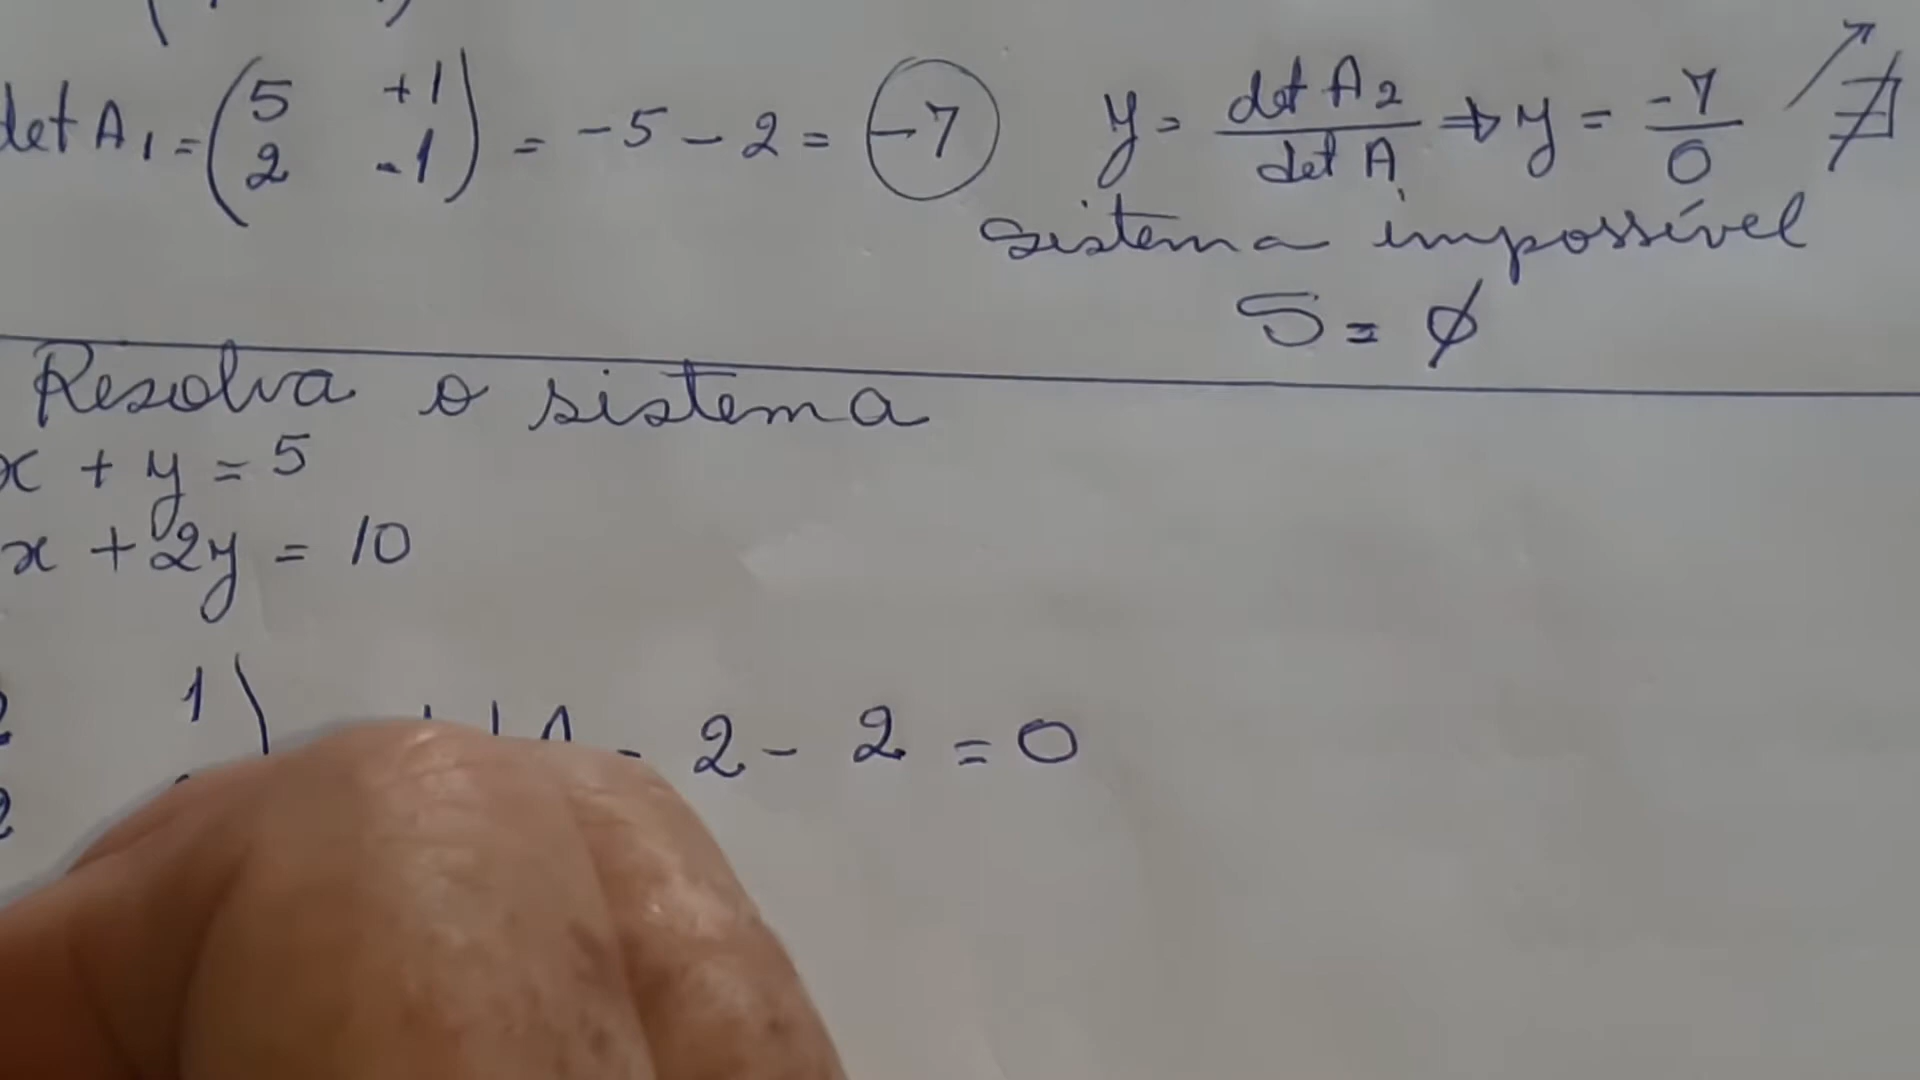 det A1 = (5 +1
2 -1) = -5 - 2 = -7
y = det A2 / det A ⇒ y = -7 / 0 ↗ ∄
sistema impossível
S = ∅
Resolva o sistema
x + y = 5
x + 2y = 10
1) - 2 - 2 = 0